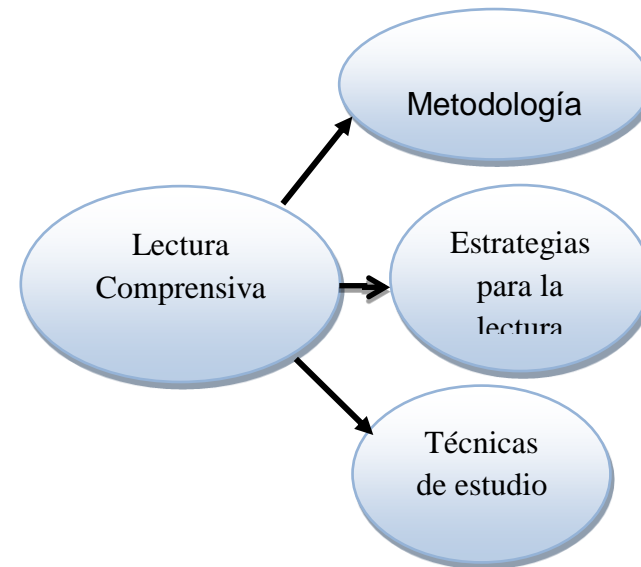 Metodología
Lectura
Comprensiva
Estrategias
para la
lectura
Técnicas
de estudio